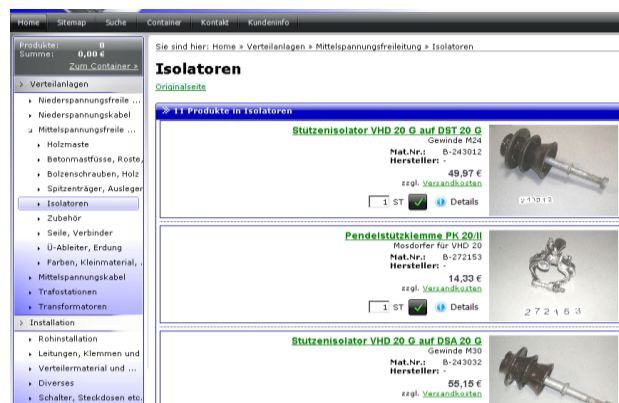 Home Sitemap Suche Container Kontakt Kundeninfo
Produkte: 0
Summe: 0,00 €
Zum Container »
Verteilanlagen
Niederspannungsfreile ...
Niederspannungskabel
Mittelspannungsfreile ...
Holzmaste
Betonmastfüsse, Roste,
Bolzenschrauben, Holz
Spitzenträger, Ausleger
Isolatoren
Zubehör
Seile, Verbinder
Ü-Ableiter, Erdung
Farben, Kleinmaterial, .
Mittelspannungskabel
Trafostationen
Transformatoren
Installation
Rohinstallation
Leitungen, Klemmen und
Verteilermaterial und ...
Diverses
Schalter, Steckdosen etc.
Sie sind hier: Home » Verteilanlagen » Mittelspannungsfreileitung » Isolatoren
Isolatoren
Originalseite
11 Produkte in Isolatoren
Stützenisolator VHD 20 G auf DST 20 G
Gewinde M24
Mat.Nr.: B-243012
Hersteller: -
49,97 €
zzgl. Versandkosten
1 ST Details
243012
Pendelstützklemme PK 20/II
Mosdorfer für VHD 20
Mat.Nr.: B-272153
Hersteller: -
14,33 €
zzgl. Versandkosten
1 ST Details
272153
Stützenisolator VHD 20 G auf DSA 20 G
Gewinde M30
Mat.Nr.: B-243032
Hersteller: -
55,15 €
zzgl. Versandkosten